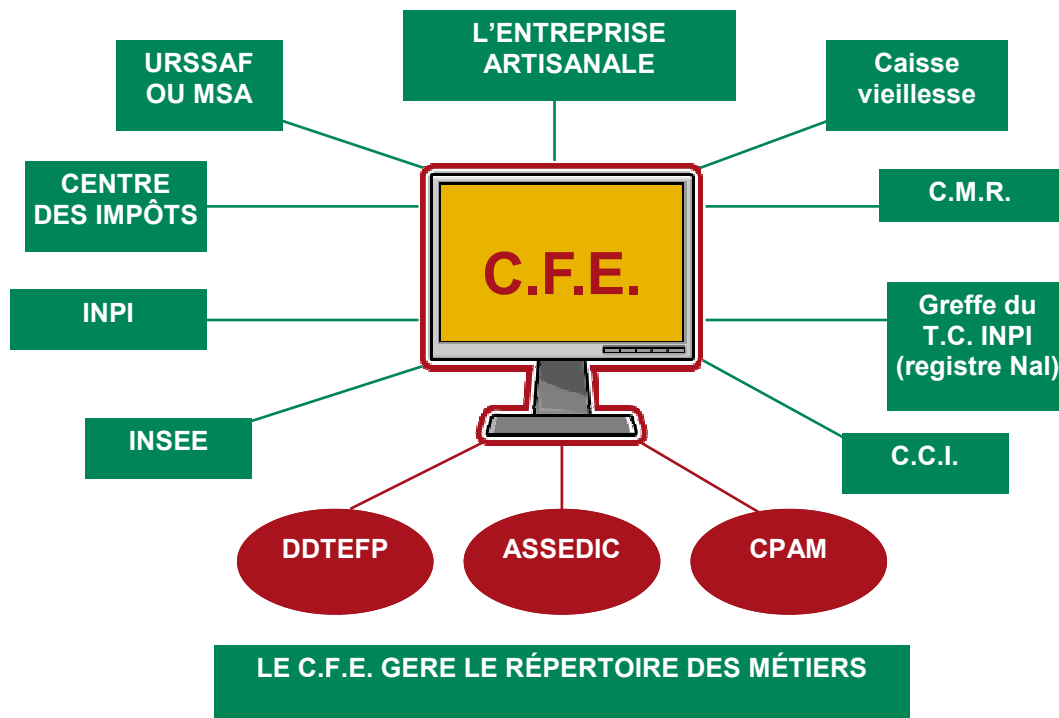 L'ENTREPRISE
ARTISANALE
URSSAF
OU MSA
Caisse
vieillesse
CENTRE
DES IMPÔTS
C.M.R.
C.F.E.
INPI
Greffe du
T.C. INPI
(registre Nal)
INSEE
C.C.I.
DDTEFP
ASSEDIC
CPAM
LE C.F.E. GERE LE RÉPERTOIRE DES MÉTIERS